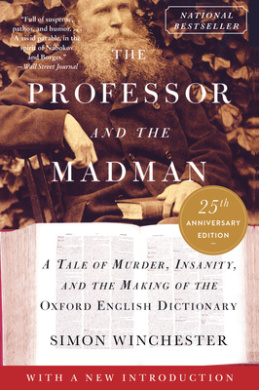 NATIONAL
BESTSELLER
"Full of suspense,
pathos, and humor. . . .
A vivid parable, in the
spirit of Nabokov
and Borges."
—Wall Street Journal
THE
PROFESSOR
AND THE
MADMAN
25th
ANNIVERSARY
EDITION
A TALE OF MURDER, INSANITY,
AND THE MAKING OF THE
OXFORD ENGLISH DICTIONARY
SIMON WINCHESTER
WITH A NEW INTRODUCTION